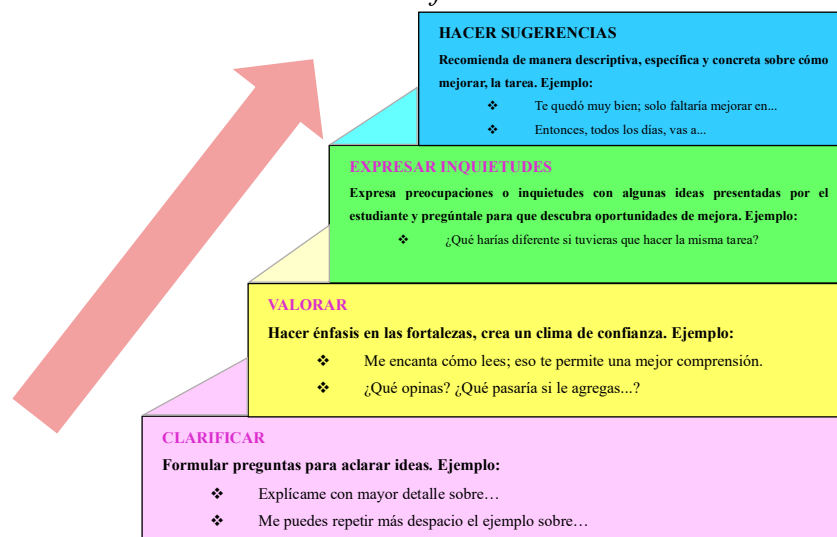 HACER SUGERENCIAS
Recomienda de manera descriptiva, específica y concreta sobre cómo
mejorar, la tarea. Ejemplo:
❖ Te quedó muy bien; solo faltaría mejorar en...
❖ Entonces, todos los días, vas a...
EXPRESAR INQUIETUDES
Expresa preocupaciones o inquietudes con algunas ideas presentadas por el
estudiante y pregúntale para que descubra oportunidades de mejora. Ejemplo:
❖ ¿Qué harías diferente si tuvieras que hacer la misma tarea?
VALORAR
Hacer énfasis en las fortalezas, crea un clima de confianza. Ejemplo:
❖ Me encanta cómo lees; eso te permite una mejor comprensión.
❖ ¿Qué opinas? ¿Qué pasaría si le agregas...?
CLARIFICAR
Formular preguntas para aclarar ideas. Ejemplo:
❖ Explícame con mayor detalle sobre…
❖ Me puedes repetir más despacio el ejemplo sobre…